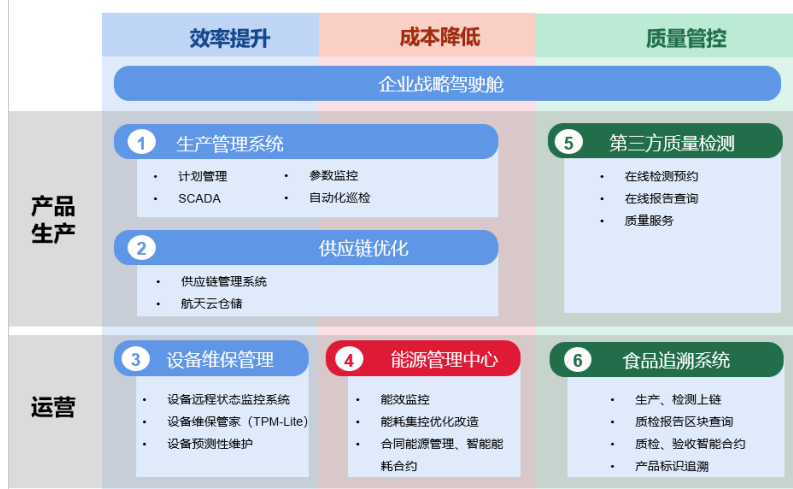 效率提升
成本降低
质量管控
企业战略驾驶舱
产品
生产
1 生产管理系统
· 计划管理
· SCADA
· 参数监控
· 自动化巡检
2 供应链优化
· 供应链管理系统
· 航天云仓储
5 第三方质量检测
· 在线检测预约
· 在线报告查询
· 质量服务
运营
3 设备维保管理
· 设备远程状态监控系统
· 设备维保管家（TPM-Lite）
· 设备预测性维护
4 能源管理中心
· 能效监控
· 能耗集控优化改造
· 合同能源管理、智能能
耗合约
6 食品追溯系统
· 生产、检测上链
· 质检报告区块查询
· 质检、验收智能合约
· 产品标识追溯